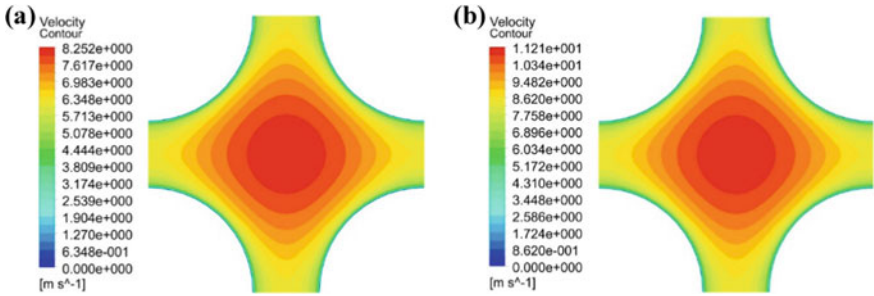 (a)
Velocity
Contour
8.252e+000
7.617e+000
6.983e+000
6.348e+000
5.713e+000
5.078e+000
4.444e+000
3.809e+000
3.174e+000
2.539e+000
1.904e+000
1.270e+000
6.348e-001
0.000e+000
[m s^-1]
(b)
Velocity
Contour
1.121e+001
1.034e+001
9.482e+000
8.620e+000
7.758e+000
6.896e+000
6.034e+000
5.172e+000
4.310e+000
3.448e+000
2.586e+000
1.724e+000
8.620e-001
0.000e+000
[m s^-1]